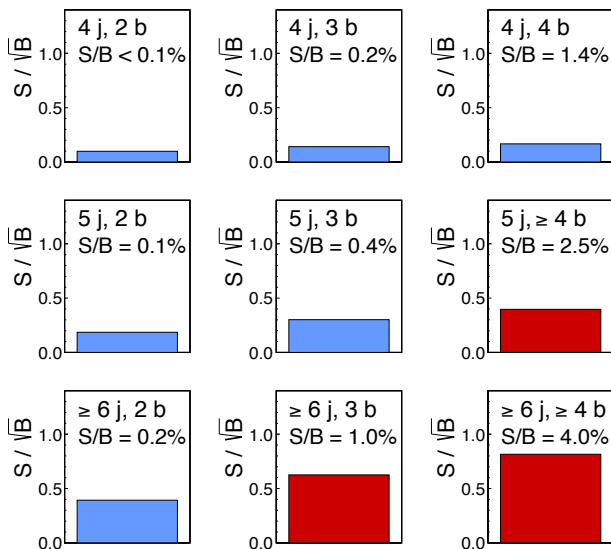 4 j, 2 b
S/B < 0.1%
S / √B
1.0
0.5
0.0
4 j, 3 b
S/B = 0.2%
S / √B
1.0
0.5
0.0
4 j, 4 b
S/B = 1.4%
S / √B
1.0
0.5
0.0
5 j, 2 b
S/B = 0.1%
S / √B
1.0
0.5
0.0
5 j, 3 b
S/B = 0.4%
S / √B
1.0
0.5
0.0
5 j, ≥ 4 b
S/B = 2.5%
S / √B
1.0
0.5
0.0
≥ 6 j, 2 b
S/B = 0.2%
S / √B
1.0
0.5
0.0
≥ 6 j, 3 b
S/B = 1.0%
S / √B
1.0
0.5
0.0
≥ 6 j, ≥ 4 b
S/B = 4.0%
S / √B
1.0
0.5
0.0